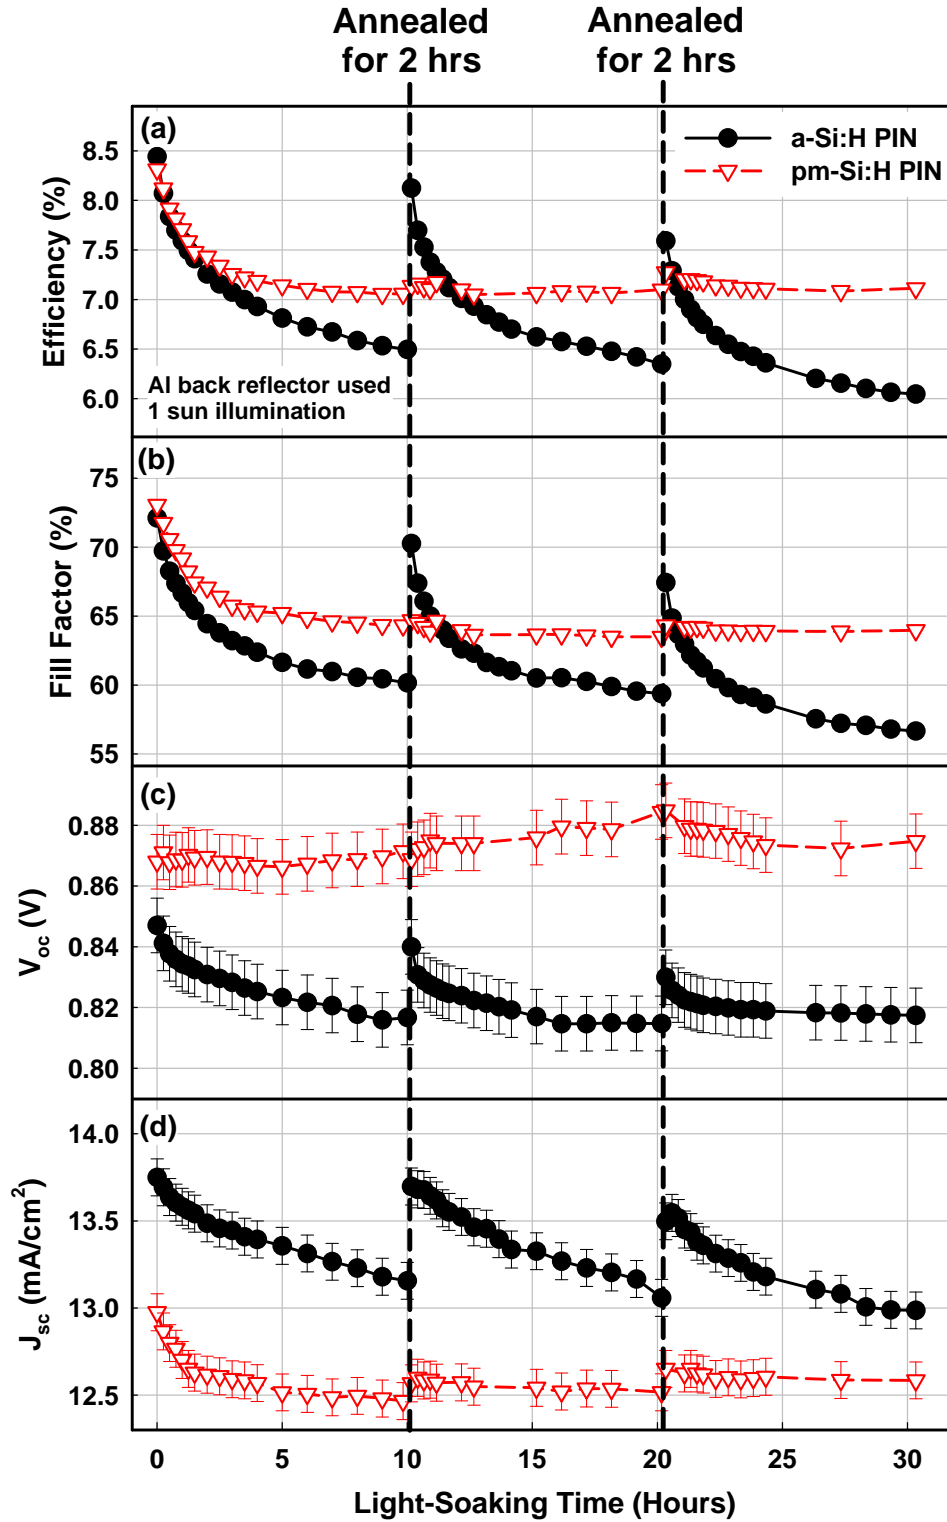 Annealed
for 2 hrs
Annealed
for 2 hrs
(a)
a-Si:H PIN
pm-Si:H PIN
Efficiency (%)
8.5
8.0
7.5
7.0
6.5
6.0
Al back reflector used
1 sun illumination
(b)
Fill Factor (%)
75
70
65
60
55
(c)
V_oc (V)
0.88
0.86
0.84
0.82
0.80
(d)
J_sc (mA/cm²)
14.0
13.5
13.0
12.5
0 5 10 15 20 25 30
Light-Soaking Time (Hours)